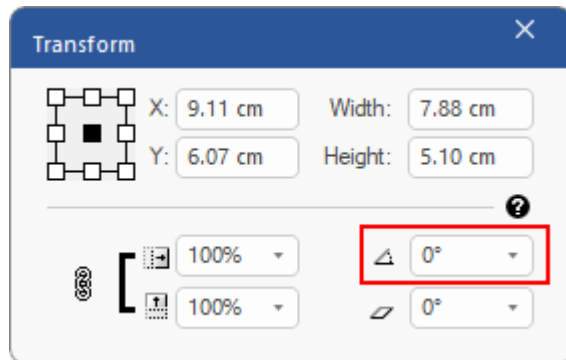 Transform
X: 9.11 cm Width: 7.88 cm
Y: 6.07 cm Height: 5.10 cm
?
100% 0°
100% 0°